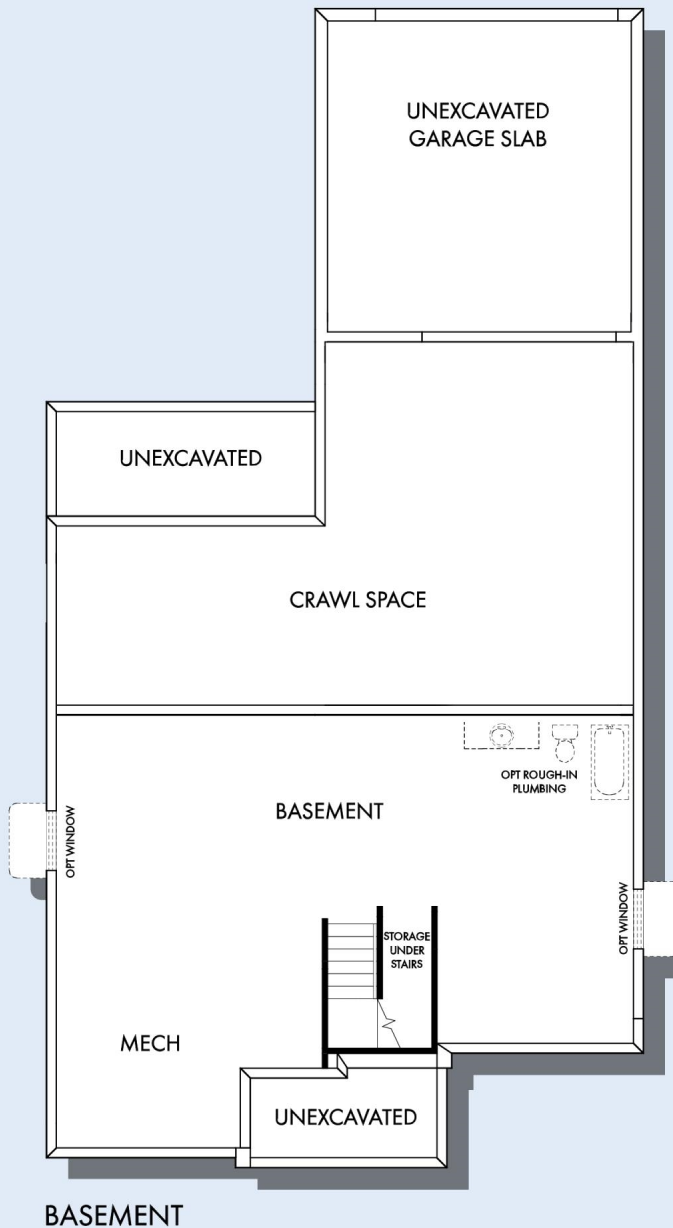 UNEXCAVATED
GARAGE SLAB
UNEXCAVATED
CRAWL SPACE
OPT ROUGH-IN
PLUMBING
BASEMENT
OPT WINDOW
OPT WINDOW
STORAGE
UNDER
STAIRS
MECH
UNEXCAVATED
BASEMENT